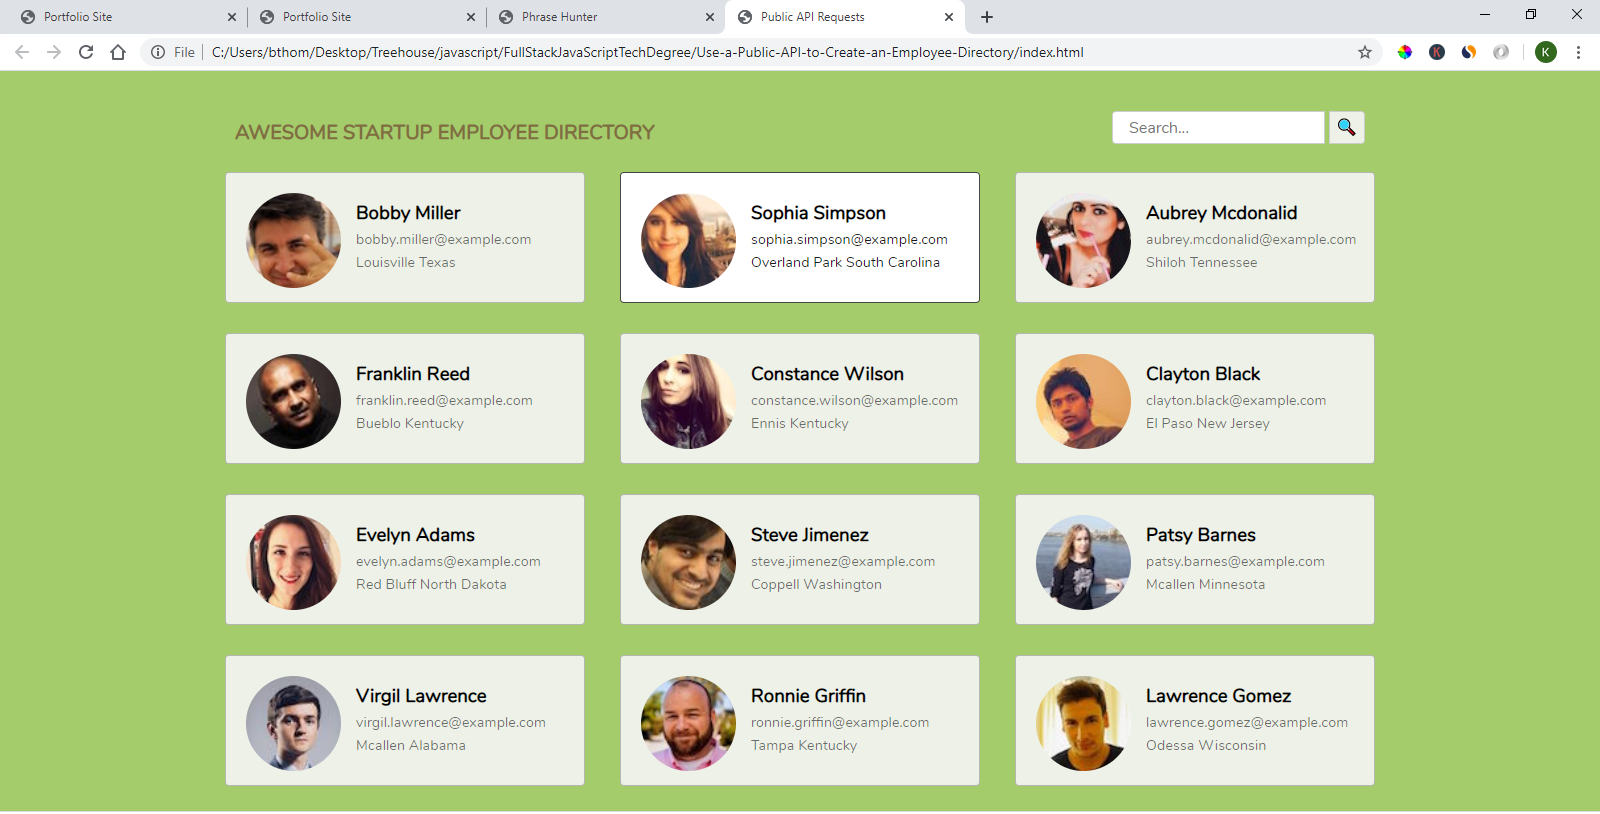 Portfolio Site
Portfolio Site
Phrase Hunter
Public API Requests
File
C:/Users/bthom/Desktop/Treehouse/javascript/FullStackJavaScriptTechDegree/Use-a-Public-API-to-Create-an-Employee-Directory/index.html
K
K
AWESOME STARTUP EMPLOYEE DIRECTORY
Search...
Bobby Miller
bobby.miller@example.com
Louisville Texas
Sophia Simpson
sophia.simpson@example.com
Overland Park South Carolina
Aubrey Mcdonalid
aubrey.mcdonalid@example.com
Shiloh Tennessee
Franklin Reed
franklin.reed@example.com
Bueblo Kentucky
Constance Wilson
constance.wilson@example.com
Ennis Kentucky
Clayton Black
clayton.black@example.com
El Paso New Jersey
Evelyn Adams
evelyn.adams@example.com
Red Bluff North Dakota
Steve Jimenez
steve.jimenez@example.com
Coppell Washington
Patsy Barnes
patsy.barnes@example.com
Mcallen Minnesota
Virgil Lawrence
virgil.lawrence@example.com
Mcallen Alabama
Ronnie Griffin
ronnie.griffin@example.com
Tampa Kentucky
Lawrence Gomez
lawrence.gomez@example.com
Odessa Wisconsin